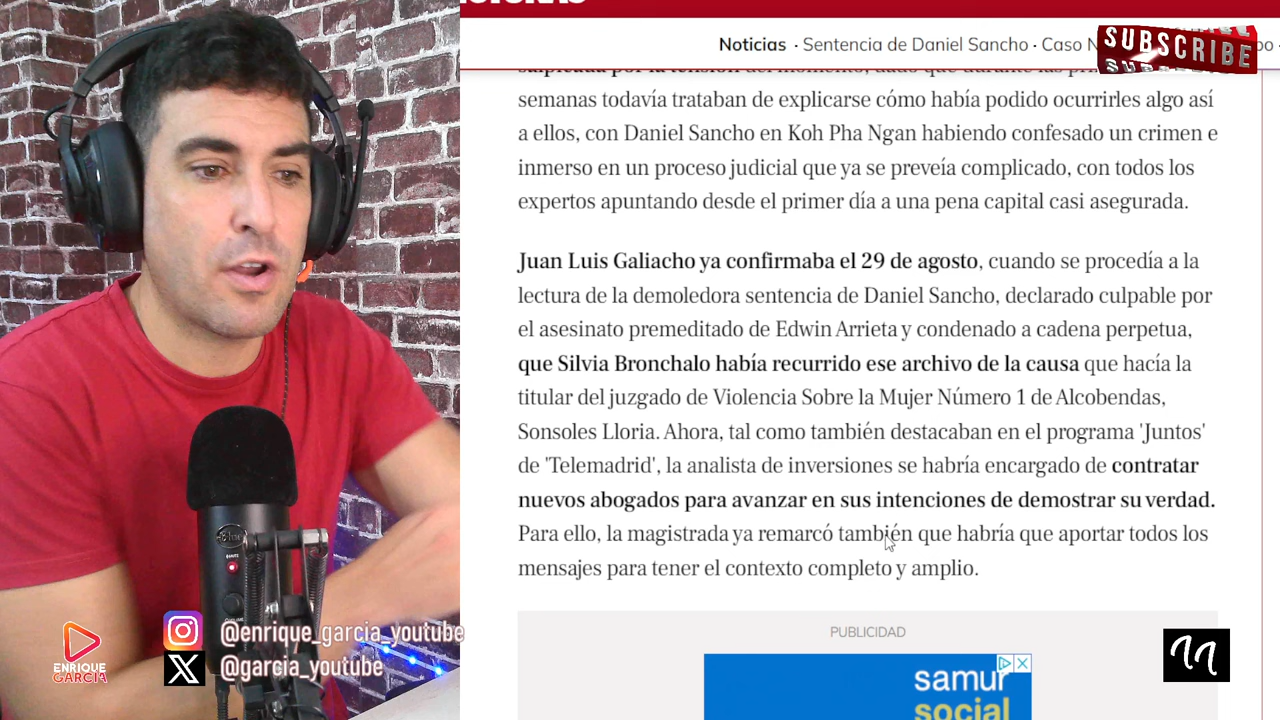 Noticias · Sentencia de Daniel Sancho · Caso N
SUBSCRIBE
semanas todavía trataban de explicarse cómo había podido ocurrirles algo así
a ellos, con Daniel Sancho en Koh Pha Ngan habiendo confesado un crimen e
inmerso en un proceso judicial que ya se preveía complicado, con todos los
expertos apuntando desde el primer día a una pena capital casi asegurada.
Juan Luis Galiacho ya confirmaba el 29 de agosto, cuando se procedía a la
lectura de la demoledora sentencia de Daniel Sancho, declarado culpable por
el asesinato premeditado de Edwin Arrieta y condenado a cadena perpetua,
que Silvia Bronchalo había recurrido ese archivo de la causa que hacía la
titular del juzgado de Violencia Sobre la Mujer Número 1 de Alcobendas,
Sonsoles Lloria. Ahora, tal como también destacaban en el programa 'Juntos'
de 'Telemadrid', la analista de inversiones se habría encargado de contratar
nuevos abogados para avanzar en sus intenciones de demostrar su verdad.
Para ello, la magistrada ya remarcó también que habría que aportar todos los
mensajes para tener el contexto completo y amplio.
PUBLICIDAD
samur
social
ENRIQUE
GARCIA
@enrique_garcia_youtube
@garcia_youtube